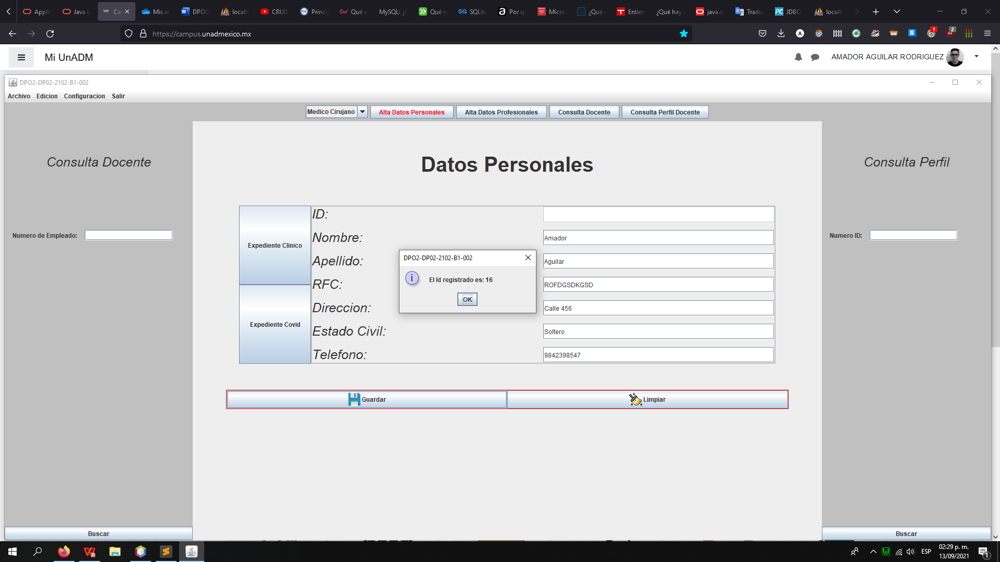 Applic
Java L
Car
Mis ar
DPOO
localh
CRUD
Princi
Qué e
MySQL: ¿
Qué e
SQLite
Por qu
Micro
¿Qué
Entien
¿Qué hay
java.s
Tradu
JDBC
localh
https://campus.unadmexico.mx
1
2
Mi UnADM
AMADOR AGUILAR RODRIGUEZ
DPO2-DP02-2102-B1-002
Archivo Edicion Configuracion Salir
Medico Cirujano
Alta Datos Personales
Alta Datos Profesionales
Consulta Docente
Consulta Perfil Docente
Consulta Docente
Datos Personales
Consulta Perfil
Numero de Empleado:
Numero ID:
Expediente Clinico
Expediente Covid
ID:
Nombre: Amador
Apellido: Aguilar
RFC: ROFDGSDKGSD
Direccion: Calle 456
Estado Civil: Soltero
Telefono: 9842398547
DPO2-DP02-2102-B1-002
El Id registrado es: 16
OK
Guardar
Limpiar
Buscar
Buscar
ESP
02:29 p. m.
13/09/2021
1